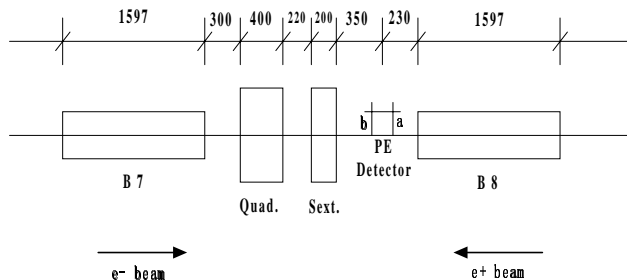 1597 300 400 220 200 350 230 1597
b a
PE
Detector
B 7 B 8
Quad. Sext.
e- beam e+ beam